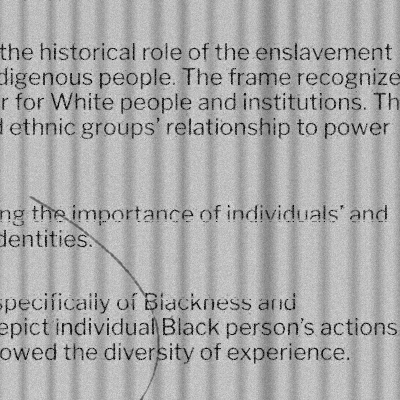 the historical role of the enslavement
digenous people. The frame recognize
r for White people and institutions. Th
d ethnic groups’ relationship to power
ng the importance of individuals’ and
dentities.
specifically of Blackness and
epict individual Black person’s actions
owed the diversity of experience.